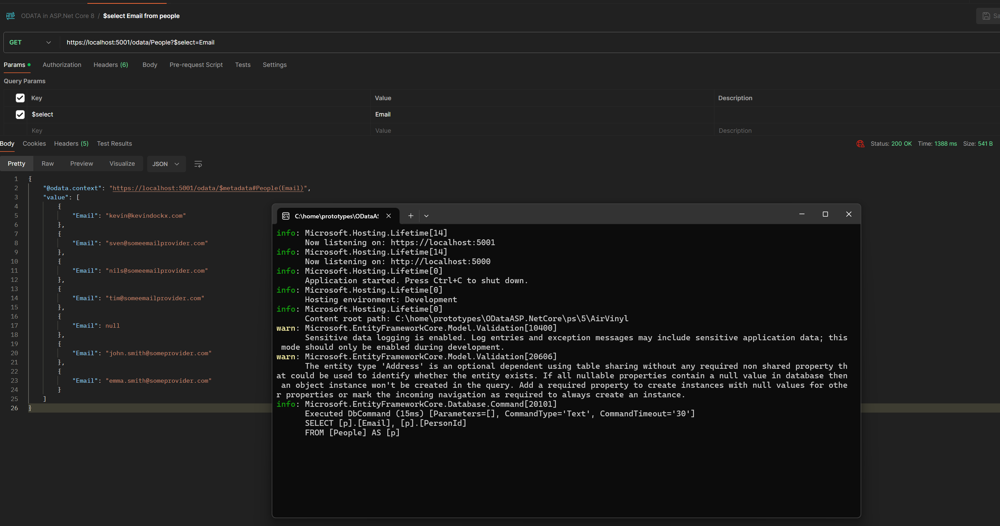 HTTP ODATA in ASP.Net Core 8 / $select Email from people
GET https://localhost:5001/odata/People?$select=Email
Params Authorization Headers (6) Body Pre-request Script Tests Settings
Query Params
Key Value Description
$select Email
Key Value Description
Body Cookies Headers (5) Test Results Status: 200 OK Time: 1388 ms Size: 541 B
Pretty Raw Preview Visualize JSON
1 {
2 "@odata.context": "https://localhost:5001/odata/$metadata#People(Email)",
3 "value": [
4 {
5 "Email": "kevin@kevindockx.com"
6 },
7 {
8 "Email": "sven@someemailprovider.com"
9 },
10 {
11 "Email": "nils@someemailprovider.com"
12 },
13 {
14 "Email": "tim@someemailprovider.com"
15 },
16 {
17 "Email": null
18 },
19 {
20 "Email": "john.smith@someprovider.com"
21 },
22 {
23 "Email": "emma.smith@someprovider.com"
24 }
25 ]
26 }
C:\home\prototypes\ODataA
info: Microsoft.Hosting.Lifetime[14]
Now listening on: https://localhost:5001
info: Microsoft.Hosting.Lifetime[14]
Now listening on: http://localhost:5000
info: Microsoft.Hosting.Lifetime[0]
Application started. Press Ctrl+C to shut down.
info: Microsoft.Hosting.Lifetime[0]
Hosting environment: Development
info: Microsoft.Hosting.Lifetime[0]
Content root path: C:\home\prototypes\ODataASP.NetCore\ps\5\AirVinyl
warn: Microsoft.EntityFrameworkCore.Model.Validation[10400]
Sensitive data logging is enabled. Log entries and exception messages may include sensitive application data; this
mode should only be enabled during development.
warn: Microsoft.EntityFrameworkCore.Model.Validation[20606]
The entity type 'Address' is an optional dependent using table sharing without any required non shared property th
at could be used to identify whether the entity exists. If all nullable properties contain a null value in database then
an object instance won't be created in the query. Add a required property to create instances with null values for othe
r properties or mark the incoming navigation as required to always create an instance.
info: Microsoft.EntityFrameworkCore.Database.Command[20101]
Executed DbCommand (15ms) [Parameters=[], CommandType='Text', CommandTimeout='30']
SELECT [p].[Email], [p].[PersonId]
FROM [People] AS [p]